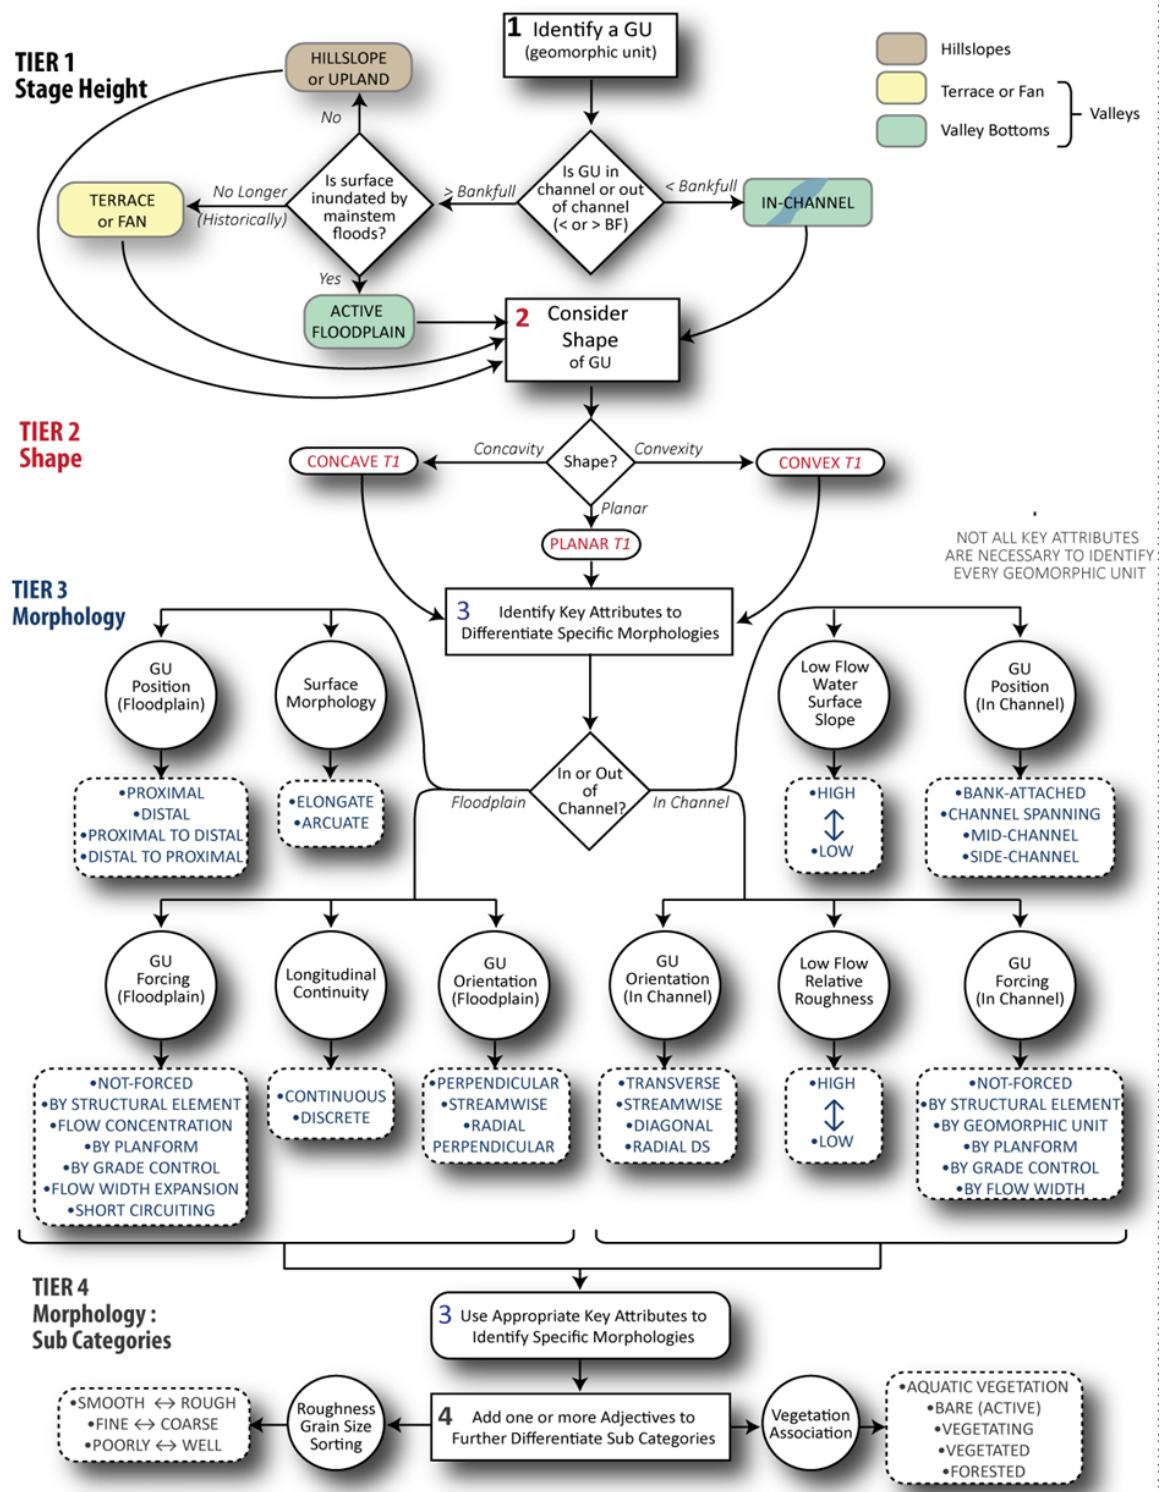 TIER 1
Stage Height
1 Identify a GU
(geomorphic unit)
HILLSLOPE
or UPLAND
Hillslopes
Terrace or Fan
Valley Bottoms
Valleys
No
Is surface
inundated by
mainstem
floods?
No Longer
(Historically)
TERRACE
or FAN
> Bankfull
Is GU in
channel or out
of channel
(< or > BF)
< Bankfull
IN-CHANNEL
Yes
ACTIVE
FLOODPLAIN
2 Consider
Shape
of GU
TIER 2
Shape
CONCAVE T1
Concavity
Shape?
Convexity
CONVEX T1
Planar
PLANAR T1
NOT ALL KEY ATTRIBUTES
ARE NECESSARY TO IDENTIFY
EVERY GEOMORPHIC UNIT
TIER 3
Morphology
3 Identify Key Attributes to
Differentiate Specific Morphologies
GU
Position
(Floodplain)
Surface
Morphology
Low Flow
Water
Surface
Slope
GU
Position
(In Channel)
•PROXIMAL
•DISTAL
•PROXIMAL TO DISTAL
•DISTAL TO PROXIMAL
•ELONGATE
•ARCUATE
Floodplain
In or Out
of
Channel?
In Channel
•HIGH
↕
•LOW
•BANK-ATTACHED
•CHANNEL SPANNING
•MID-CHANNEL
•SIDE-CHANNEL
GU
Forcing
(Floodplain)
Longitudinal
Continuity
GU
Orientation
(Floodplain)
GU
Orientation
(In Channel)
Low Flow
Relative
Roughness
GU
Forcing
(In Channel)
•NOT-FORCED
•BY STRUCTURAL ELEMENT
•FLOW CONCENTRATION
•BY PLANFORM
•BY GRADE CONTROL
•FLOW WIDTH EXPANSION
•SHORT CIRCUITING
•CONTINUOUS
•DISCRETE
•PERPENDICULAR
•STREAMWISE
•RADIAL
PERPENDICULAR
•TRANSVERSE
•STREAMWISE
•DIAGONAL
•RADIAL DS
•HIGH
↕
•LOW
•NOT-FORCED
•BY STRUCTURAL ELEMENT
•BY GEOMORPHIC UNIT
•BY PLANFORM
•BY GRADE CONTROL
•BY FLOW WIDTH
TIER 4
Morphology :
Sub Categories
3 Use Appropriate Key Attributes to
Identify Specific Morphologies
•SMOOTH ↔ ROUGH
•FINE ↔ COARSE
•POORLY ↔ WELL
Roughness
Grain Size
Sorting
4 Add one or more Adjectives to
Further Differentiate Sub Categories
Vegetation
Association
•AQUATIC VEGETATION
•BARE (ACTIVE)
•VEGETATING
•VEGETATED
•FORESTED